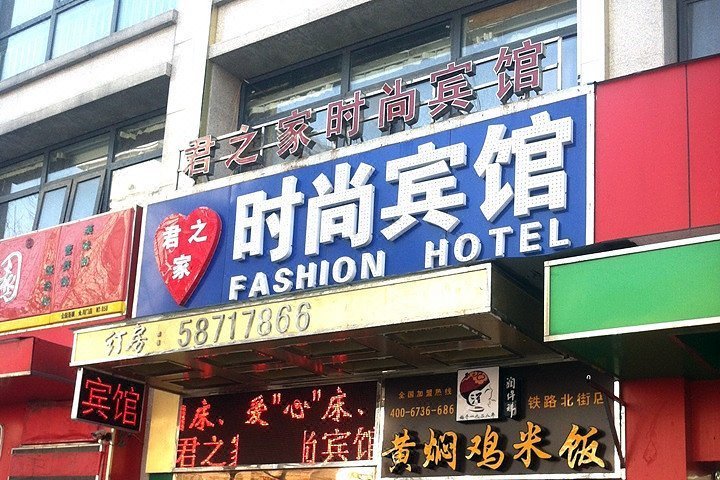 君之家时尚宾馆
君之家
时尚宾馆
FASHION HOTEL
订房：58717866
宾馆
床、爱"心"床、
君之 尚宾馆
全国加盟热线
400-6736-686
铁路北街店
黄焖鸡米饭